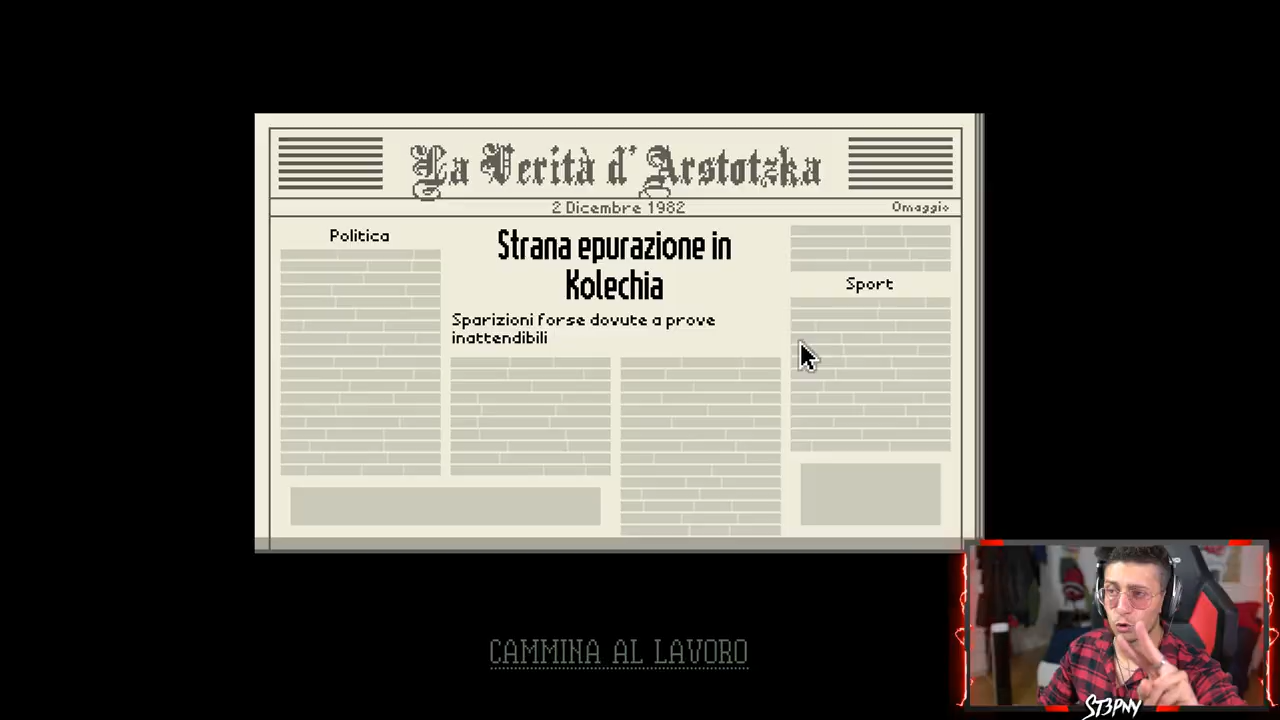 La Verità d'Arstotzka
2 Dicembre 1982
Omaggio
Politica
Strana epurazione in
Kolechia
Sparizioni forse dovute a prove
inattendibili
Sport
CAMMINA AL LAVORO
ST3PNY